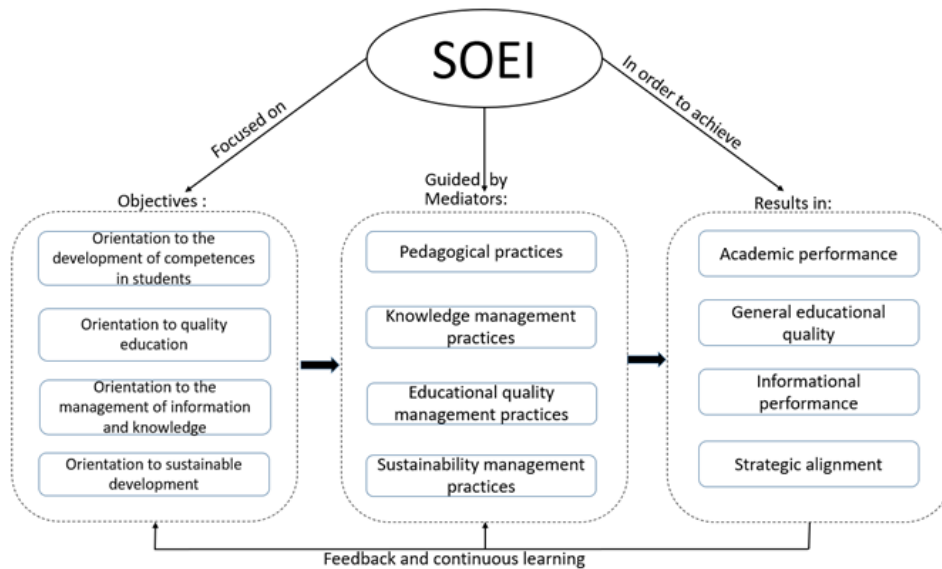 SOEI
Focused on
In order to achieve
Guided by
Mediators:
Objectives :
Results in:
Orientation to the
development of competences
in students
Orientation to quality
education
Orientation to the
management of information
and knowledge
Orientation to sustainable
development
Pedagogical practices
Knowledge management
practices
Educational quality
management practices
Sustainability management
practices
Academic performance
General educational
quality
Informational
performance
Strategic alignment
Feedback and continuous learning